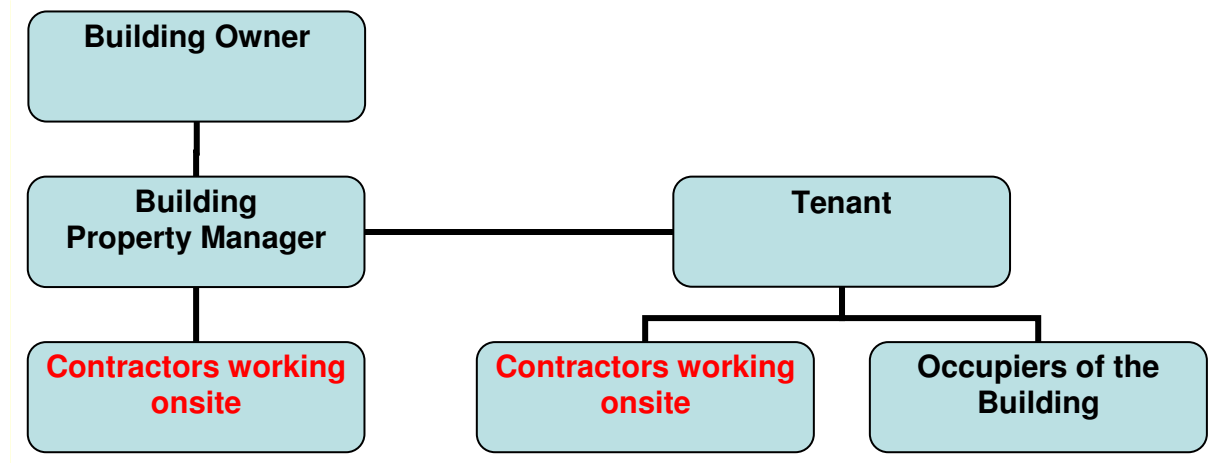 Building Owner
Building
Property Manager
Tenant
Contractors working
onsite
Contractors working
onsite
Occupiers of the
Building